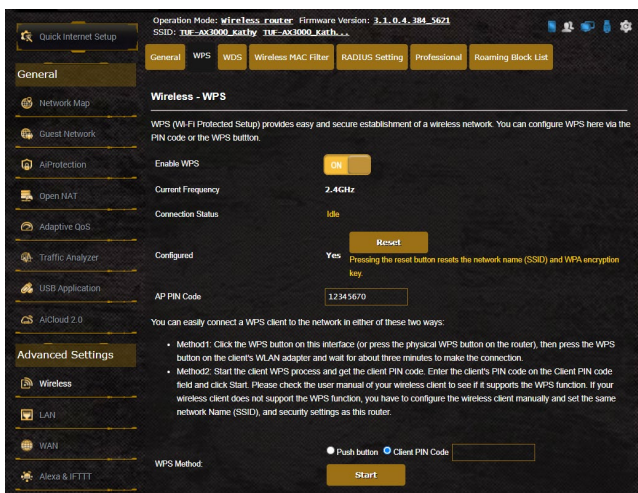 Operation Mode: Wireless router Firmware Version: 3.1.0.4.384_5621
SSID: TUF-AX3000_Kathy TUF-AX3000_Kath...
Quick Internet Setup
General WPS WDS Wireless MAC Filter RADIUS Setting Professional Roaming Block List
General
Network Map
Guest Network
AiProtection
Open NAT
Adaptive QoS
Traffic Analyzer
USB Application
AiCloud 2.0
Advanced Settings
Wireless
LAN
WAN
Alexa & IFTTT
Wireless - WPS
WPS (Wi-Fi Protected Setup) provides easy and secure establishment of a wireless network. You can configure WPS here via the
PIN code or the WPS buttton.
Enable WPS ON
Current Frequency 2.4GHz
Connection Status Idle
Configured Yes Reset
Pressing the reset button resets the network name (SSID) and WPA encryption
key.
AP PIN Code 12345670
You can easily connect a WPS client to the network in either of these two ways:
• Method1: Click the WPS button on this interface (or press the physical WPS button on the router), then press the WPS
button on the client's WLAN adapter and wait for about three minutes to make the connection.
• Method2: Start the client WPS process and get the client PIN code. Enter the client's PIN code on the Client PIN code
field and click Start. Please check the user manual of your wireless client to see if it supports the WPS function. If your
wireless client does not support the WPS function, you have to configure the wireless client manually and set the same
network Name (SSID), and security settings as this router.
WPS Method: Push button Client PIN Code
Start